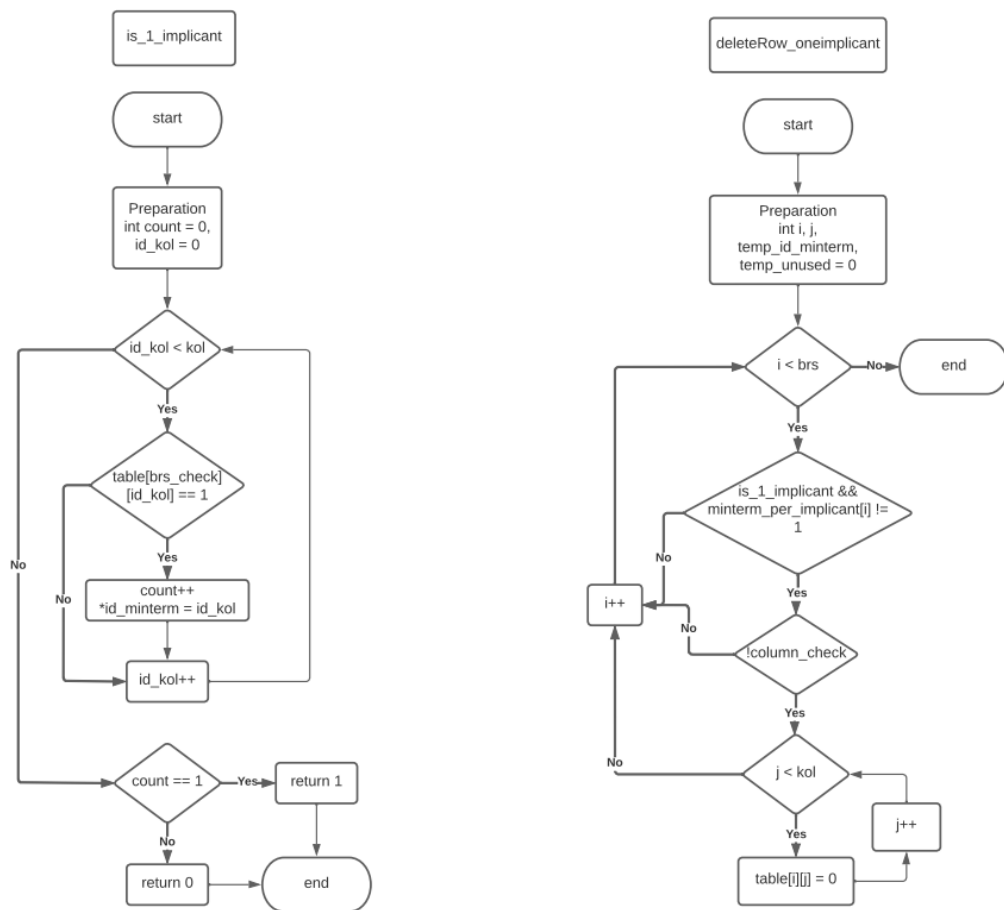 is_1_implicant
start
Preparation
int count = 0,
id_kol = 0
id_kol < kol
Yes
table[brs_check]
[id_kol] == 1
Yes
No
No
count++
*id_minterm = id_kol
id_kol++
count == 1
Yes
return 1
No
return 0
end
deleteRow_oneimplicant
start
Preparation
int i, j,
temp_id_minterm,
temp_unused = 0
i < brs
No
end
Yes
is_1_implicant &&
minterm_per_implicant[i] !=
1
No
Yes
i++
No
!column_check
Yes
No
j < kol
j++
Yes
table[i][j] = 0